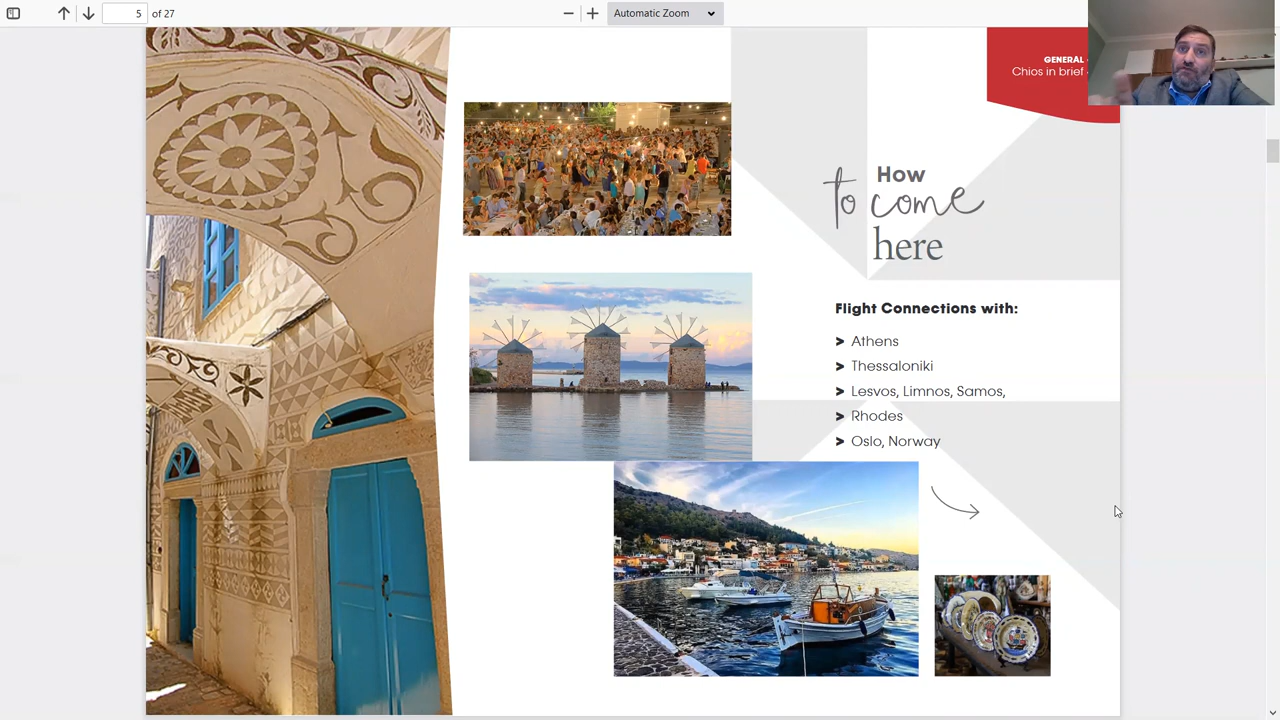 5
of 27
Automatic Zoom
GENERAL
Chios in brief
How
to come
here
Flight Connections with:
> Athens
> Thessaloniki
> Lesvos, Limnos, Samos,
> Rhodes
> Oslo, Norway